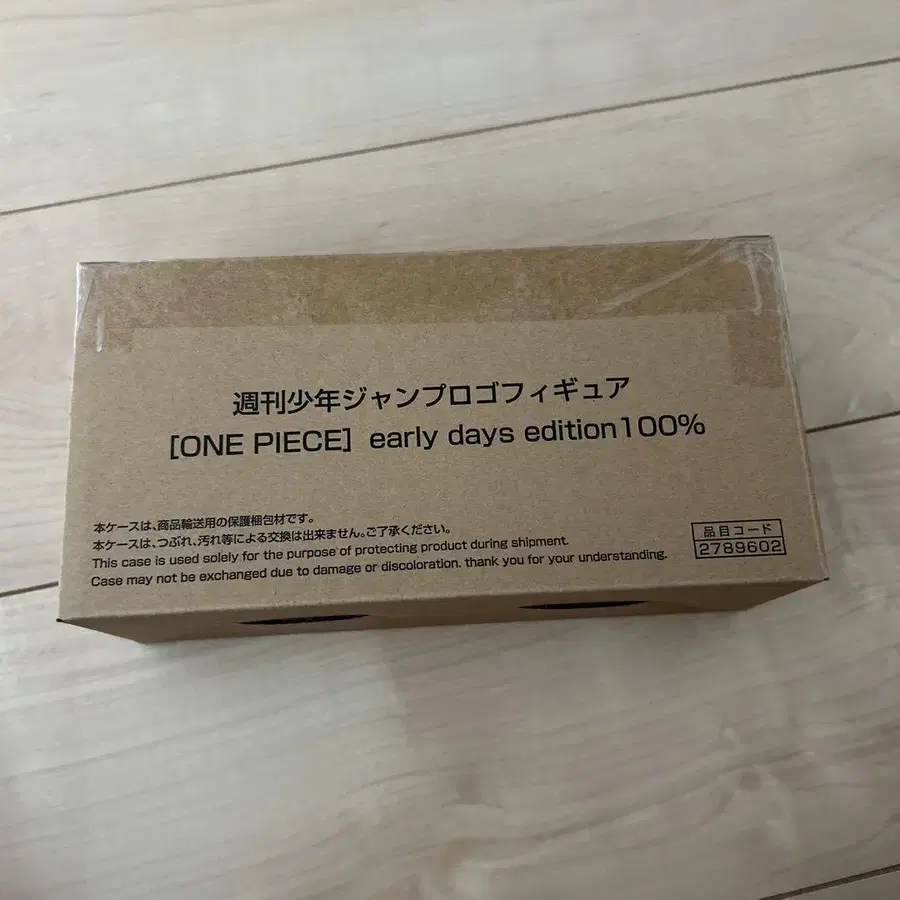 週刊少年ジャンプロゴフィギュア
[ONE PIECE] early days edition100%
本ケースは、商品輸送用の保護梱包材です。
本ケースは、つぶれ、汚れ等による交換は出来ません。ご了承ください。
This case is used solely for the purpose of protecting product during shipment.
Case may not be exchanged due to damage or discoloration. thank you for your understanding.
品目コード
2789602